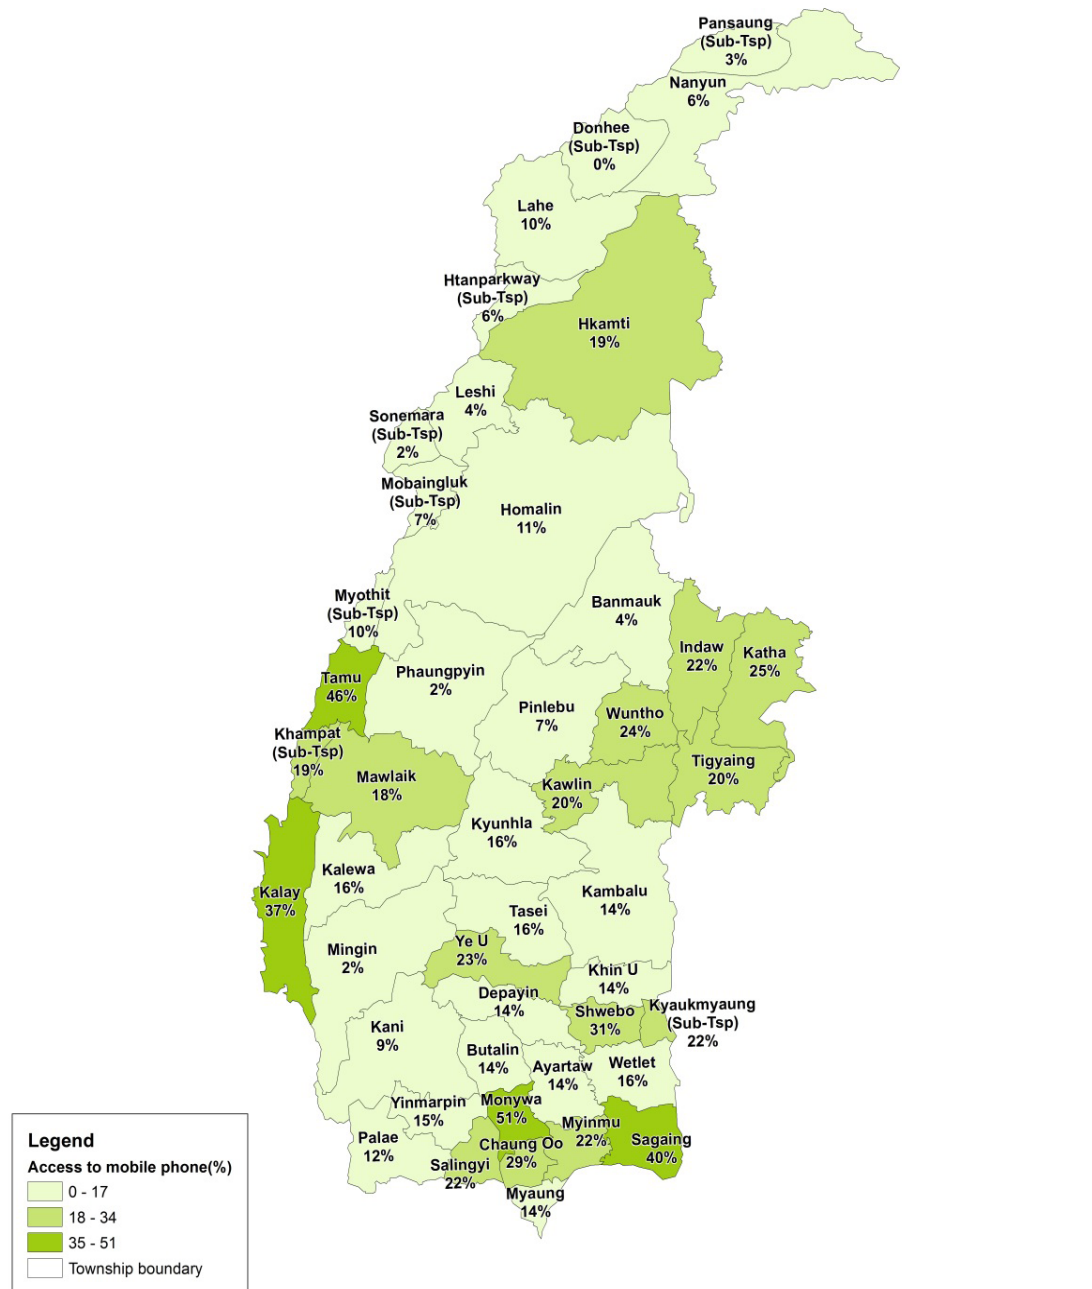 Pansaung
(Sub-Tsp)
3%
Nanyun
6%
Donhee
(Sub-Tsp)
0%
Lahe
10%
Htanparkway
(Sub-Tsp)
6%
Hkamti
19%
Leshi
4%
Sonemara
(Sub-Tsp)
2%
Mobaingluk
(Sub-Tsp)
7%
Homalin
11%
Myothit
(Sub-Tsp)
10%
Banmauk
4%
Indaw
22%
Katha
25%
Tamu
46%
Phaungpyin
2%
Pinlebu
7%
Wuntho
24%
Khampat
(Sub-Tsp)
19%
Mawlaik
18%
Kawlin
20%
Tigyaing
20%
Kyunhla
16%
Kalewa
16%
Kalay
37%
Kambalu
14%
Tasei
16%
Mingin
2%
Ye U
23%
Khin U
14%
Depayin
14%
Shwebo
31%
Kyaukmyaung
(Sub-Tsp)
22%
Kani
9%
Butalin
14%
Ayartaw
14%
Wetlet
16%
Yinmarpin
15%
Monywa
51%
Myinmu
22%
Sagaing
40%
Palae
12%
Chaung Oo
29%
Salingyi
22%
Myaung
14%
Legend
Access to mobile phone(%)
0 - 17
18 - 34
35 - 51
Township boundary